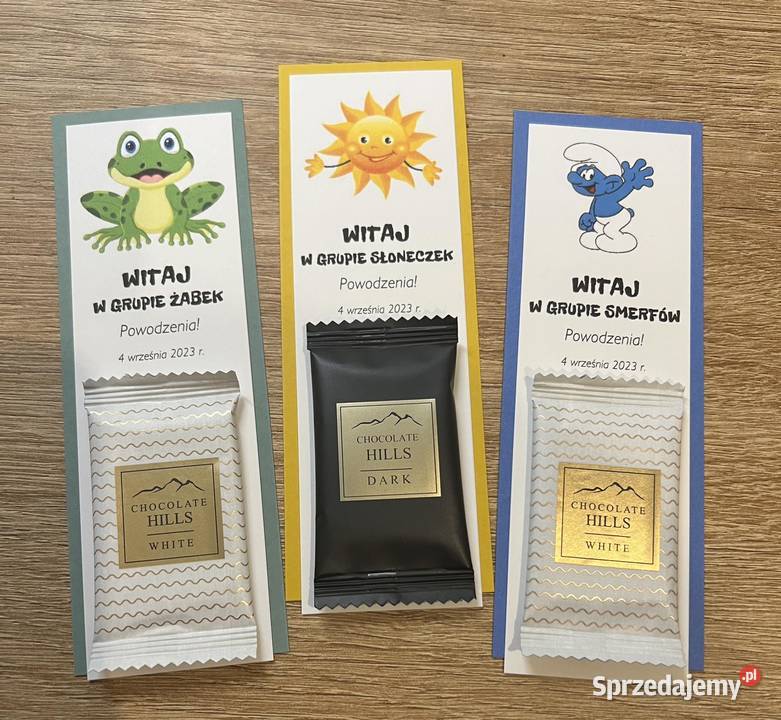 WITAJ
W GRUPIE ŻABEK
Powodzenia!
4 września 2023 r.
CHOCOLATE
HILLS
WHITE
WITAJ
W GRUPIE SŁONECZEK
Powodzenia!
4 września 2023 r.
CHOCOLATE
HILLS
DARK
WITAJ
W GRUPIE SMERFÓW
Powodzenia!
4 września 2023 r.
CHOCOLATE
HILLS
WHITE
Sprzedajemy.pl